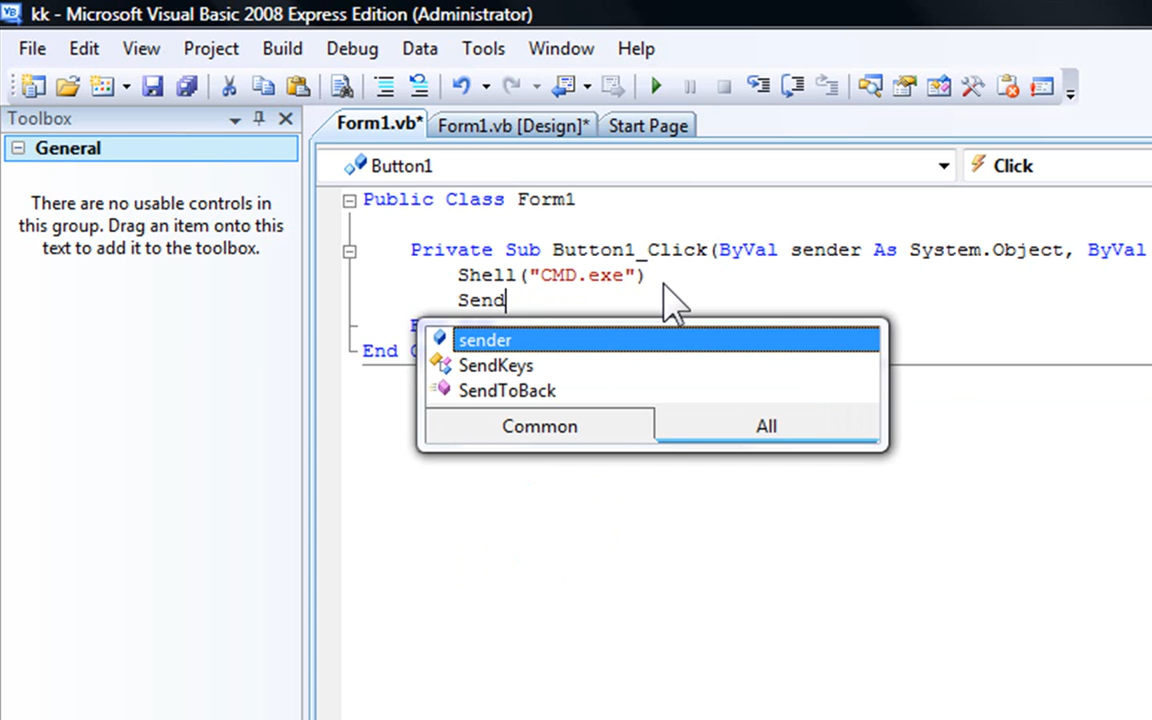 kk - Microsoft Visual Basic 2008 Express Edition (Administrator)
File Edit View Project Build Debug Data Tools Window Help
Toolbox
Form1.vb* Form1.vb [Design]* Start Page
General
Button1 Click
There are no usable controls in
this group. Drag an item onto this
text to add it to the toolbox.
Public Class Form1
Private Sub Button1_Click(ByVal sender As System.Object, ByVal
Shell("CMD.exe")
Send
End
sender
SendKeys
SendToBack
Common All